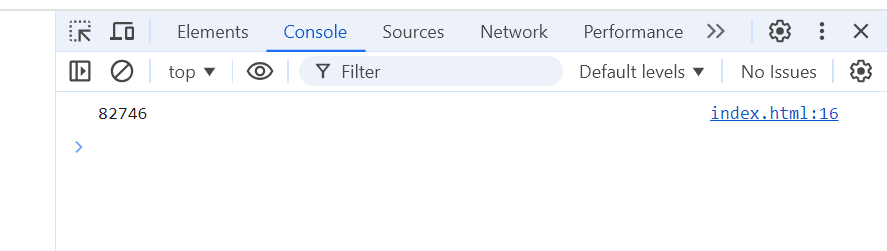 Elements Console Sources Network Performance
top Filter Default levels No Issues
82746 index.html:16